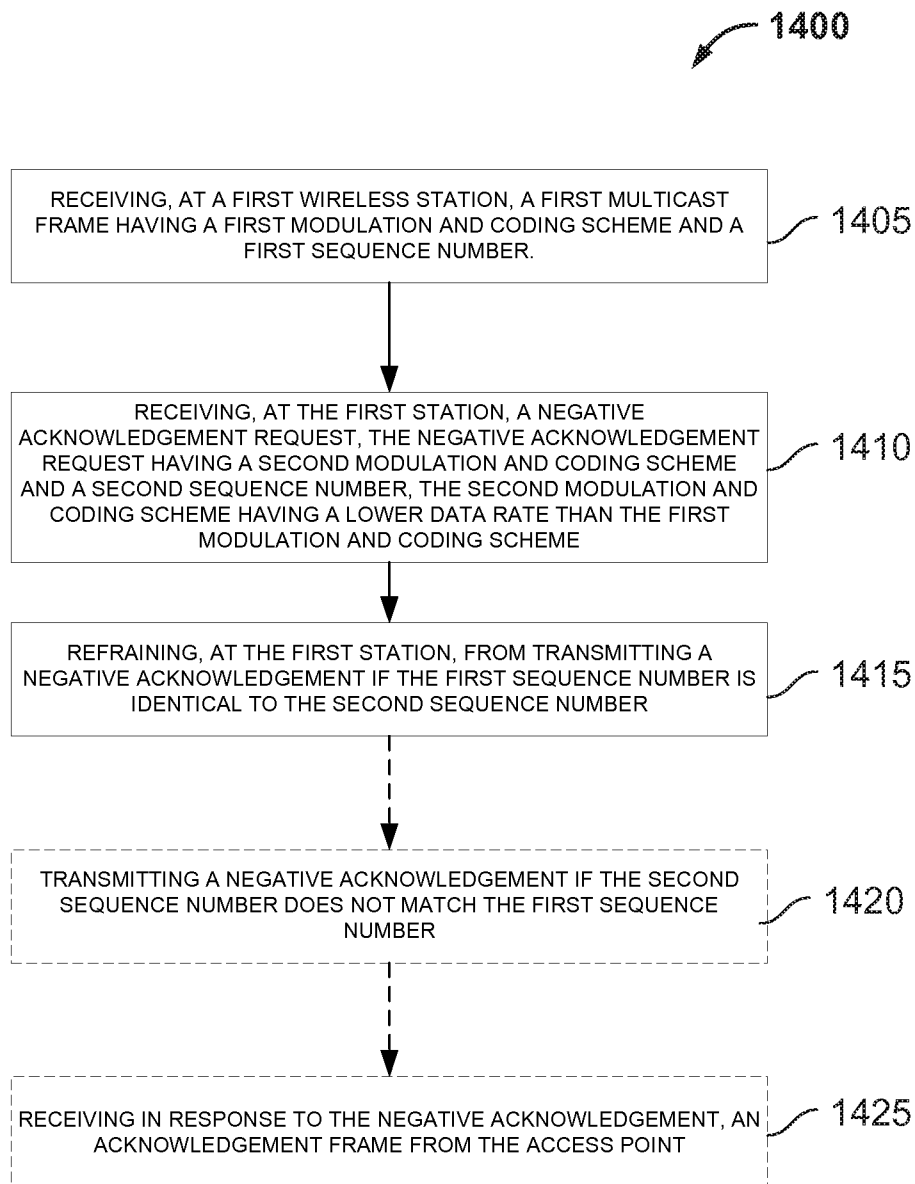 1400
RECEIVING, AT A FIRST WIRELESS STATION, A FIRST MULTICAST
FRAME HAVING A FIRST MODULATION AND CODING SCHEME AND A
FIRST SEQUENCE NUMBER.
1405
RECEIVING, AT THE FIRST STATION, A NEGATIVE
ACKNOWLEDGEMENT REQUEST, THE NEGATIVE ACKNOWLEDGEMENT
REQUEST HAVING A SECOND MODULATION AND CODING SCHEME
AND A SECOND SEQUENCE NUMBER, THE SECOND MODULATION AND
CODING SCHEME HAVING A LOWER DATA RATE THAN THE FIRST
MODULATION AND CODING SCHEME
1410
REFRAINING, AT THE FIRST STATION, FROM TRANSMITTING A
NEGATIVE ACKNOWLEDGEMENT IF THE FIRST SEQUENCE NUMBER IS
IDENTICAL TO THE SECOND SEQUENCE NUMBER
1415
TRANSMITTING A NEGATIVE ACKNOWLEDGEMENT IF THE SECOND
SEQUENCE NUMBER DOES NOT MATCH THE FIRST SEQUENCE
NUMBER
1420
RECEIVING IN RESPONSE TO THE NEGATIVE ACKNOWLEDGEMENT, AN
ACKNOWLEDGEMENT FRAME FROM THE ACCESS POINT
1425